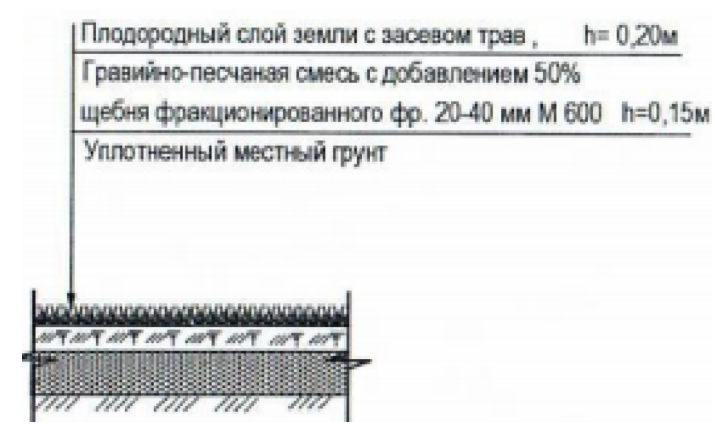 Плодородный слой земли с засевом трав , h= 0,20м
Гравийно-песчаная смесь с добавлением 50%
щебня фракционированного фр. 20-40 мм М 600 h=0,15м
Уплотненный местный грунт